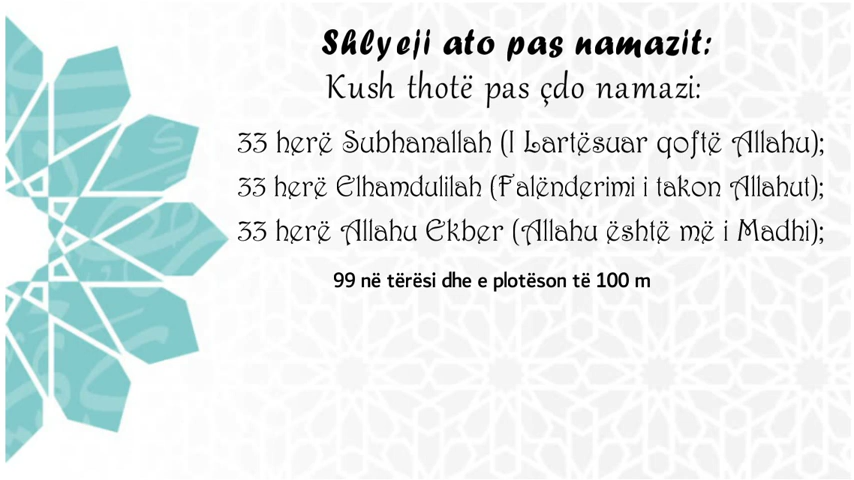 Shlyeji ato pas namazit:
Kush thotë pas çdo namazi:
33 herë Subhanallah (I Lartësuar qoftë Allahu);
33 herë Elhamdulilah (Falënderimi i takon Allahut);
33 herë Allahu Ekber (Allahu është më i Madhi);
99 në tërësi dhe e plotëson të 100 m